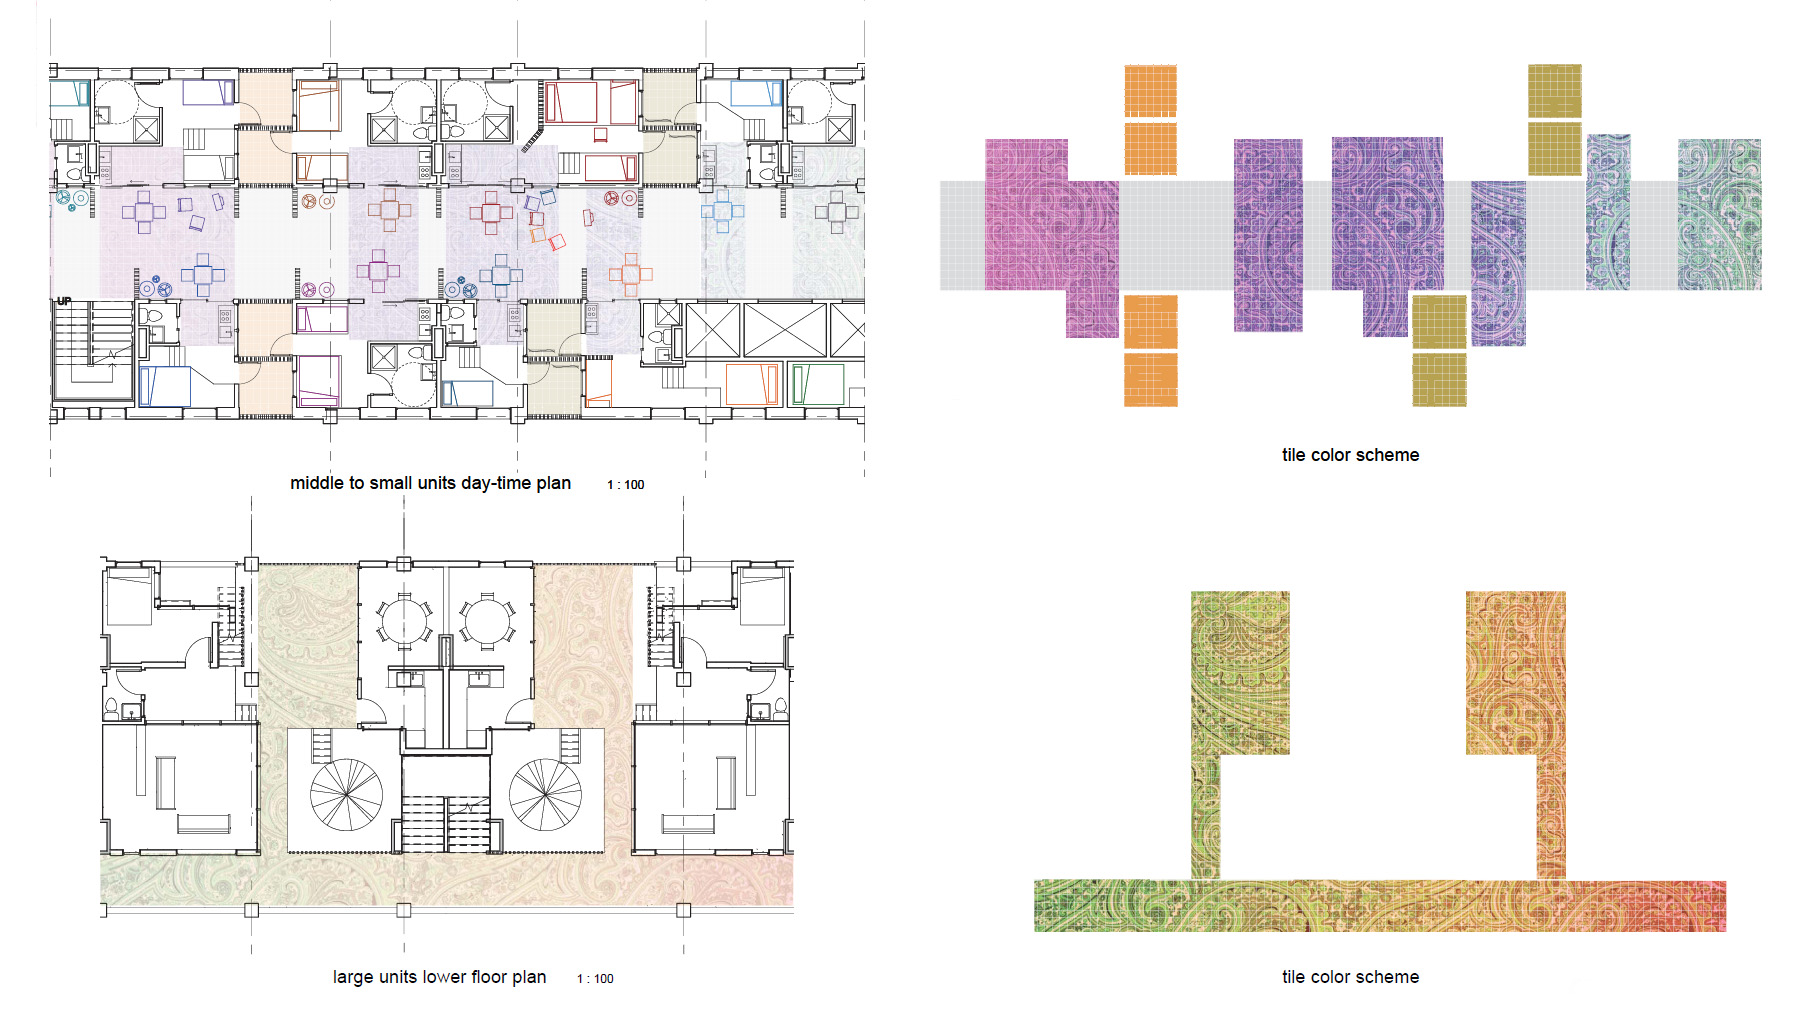 UP
middle to small units day-time plan 1 : 100
tile color scheme
large units lower floor plan 1 : 100
tile color scheme